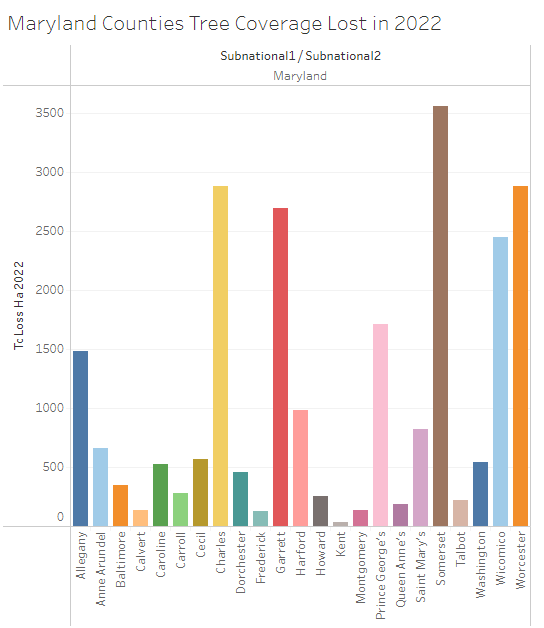 Maryland Counties Tree Coverage Lost in 2022
Subnational1 / Subnational2
Maryland
Tc Loss Ha 2022
3500
3000
2500
2000
1500
1000
500
0
Allegany
Anne Arundel
Baltimore
Calvert
Caroline
Carroll
Cecil
Charles
Dorchester
Frederick
Garrett
Harford
Howard
Kent
Montgomery
Prince George's
Queen Anne's
Saint Mary's
Somerset
Talbot
Washington
Wicomico
Worcester